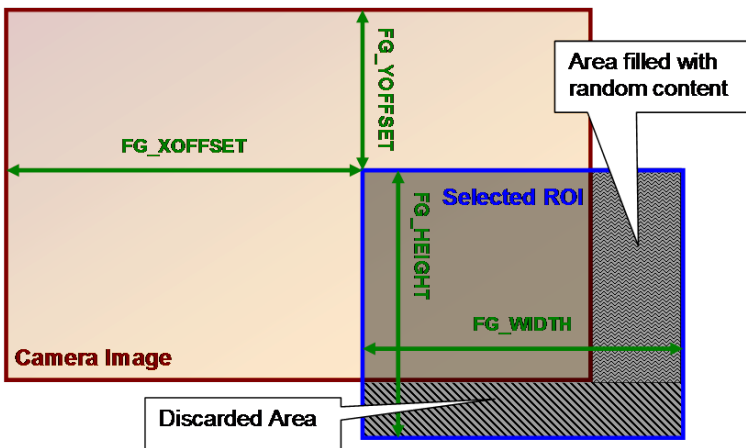 FG_YOFFSET
Area filled with
random content
FG_XOFFSET
Selected ROI
FG_HEIGHT
FG_WIDTH
Camera Image
Discarded Area